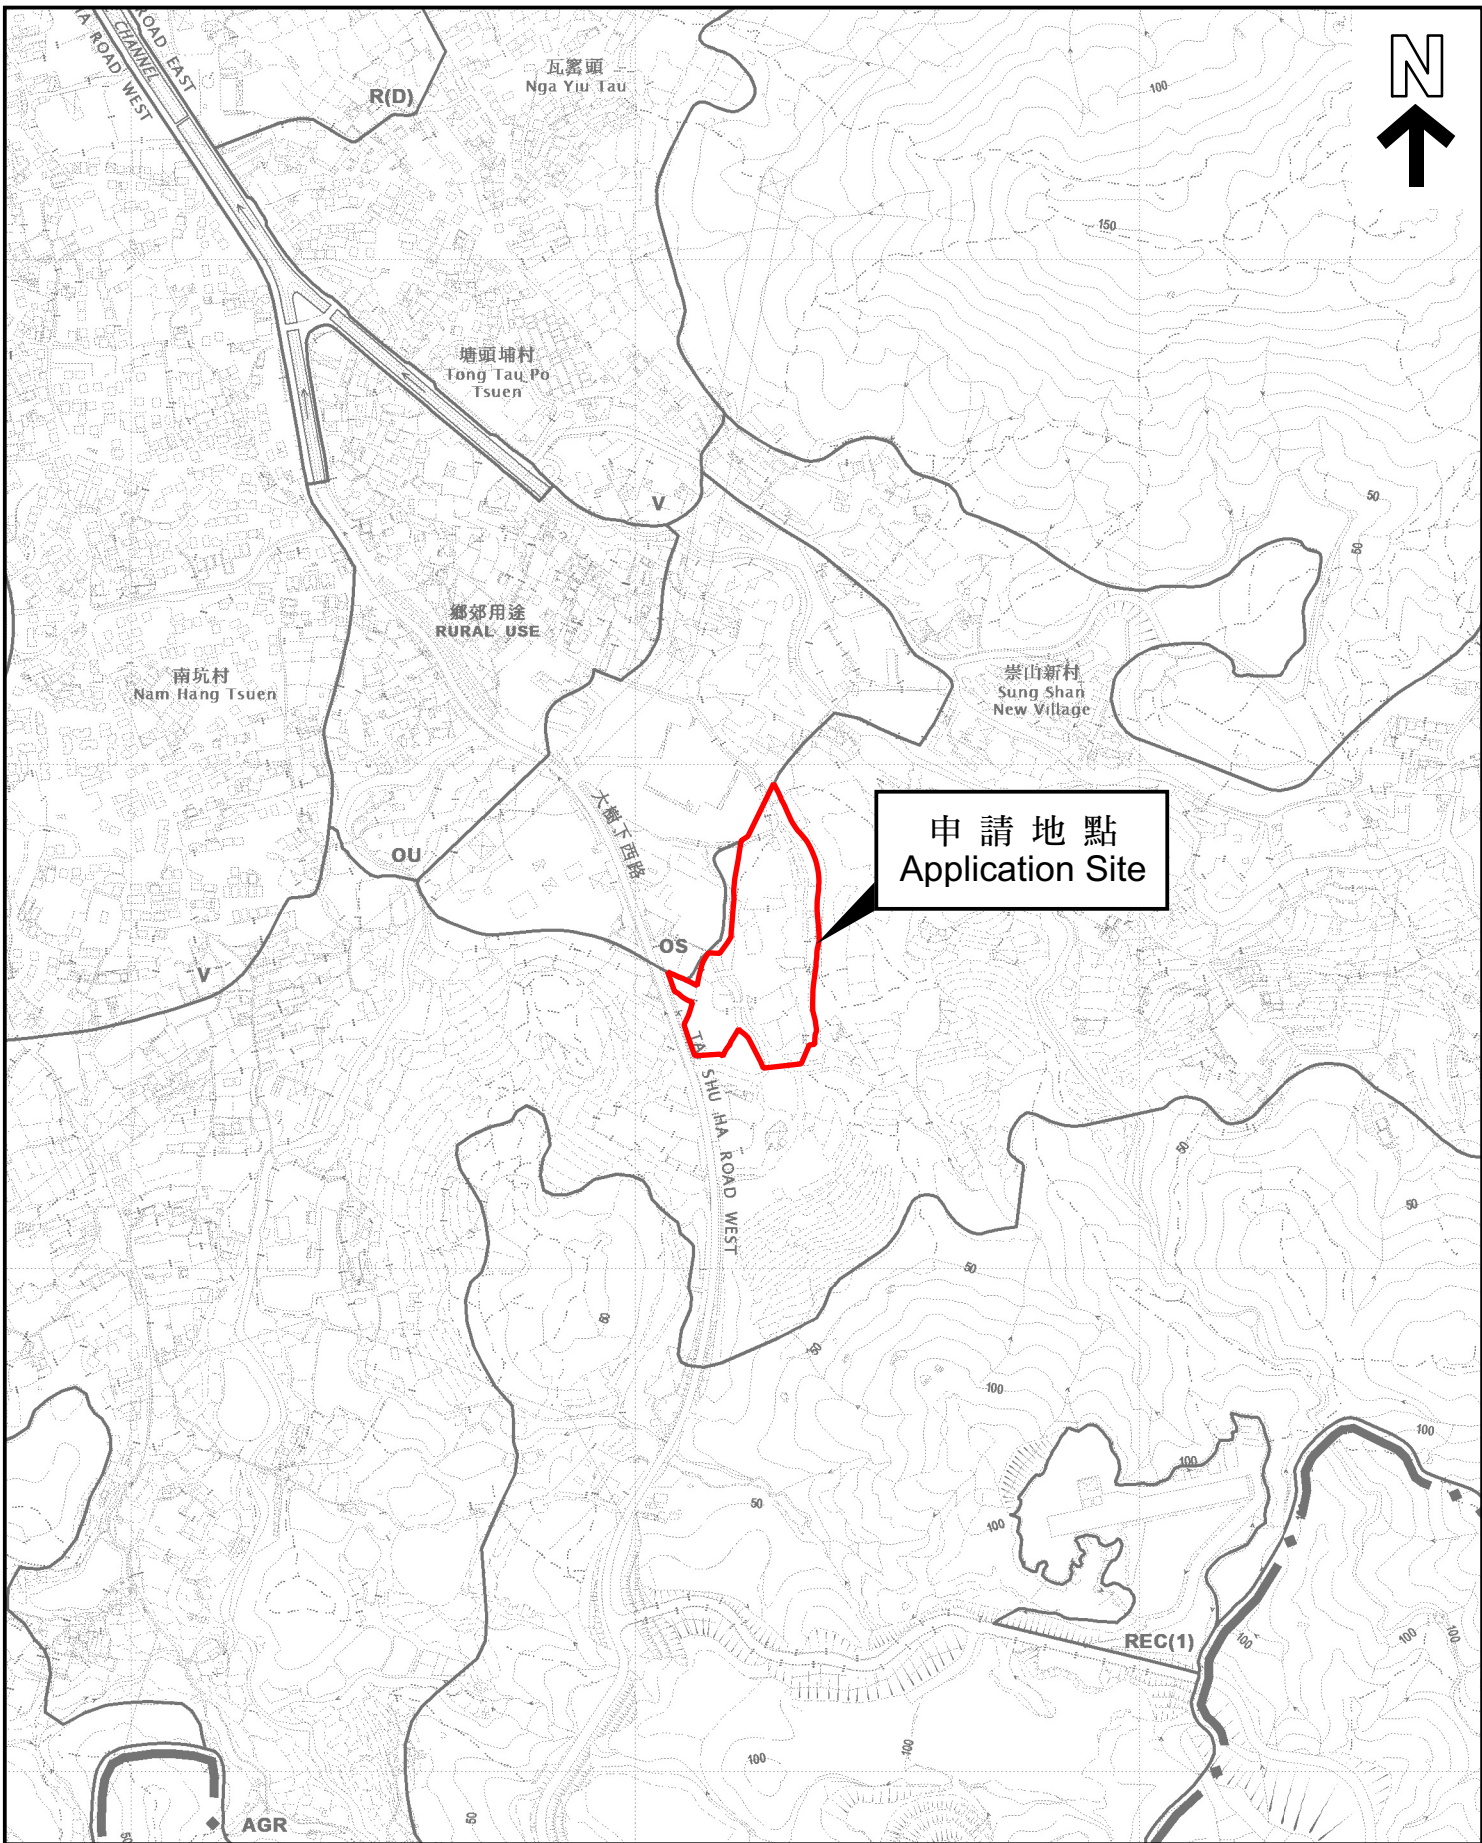 ROAD EAST
CHANNEL
TA ROAD WEST
R(D)
瓦窰頭
Nga Yiu Tau
N
100
150
塘頭埔村
Tong Tau Po
Tsuen
V
50
50
鄉郊用途
RURAL USE
南坑村
Nam Hang Tsuen
崇山新村
Sung Shan
New Village
大樹下西路
申請地點
Application Site
OU
OS
V
TAI SHU HA ROAD WEST
50
50
50
60
50
100
100
100
50
100
REC(1)
100
100
100
100
100
50
50
AGR